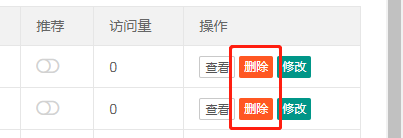 推荐 访问量 操作
0 查看 删除 修改
0 查看 删除 修改